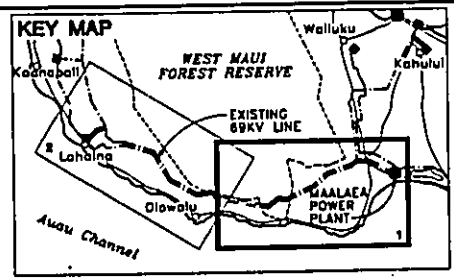 KEY MAP
Wailuku
Kahului
Kaanapali
WEST MAUI
FOREST RESERVE
EXISTING
69KV LINE
2
Lahaina
Olowalu
MAALAEA
POWER
PLANT
1
Auau Channel